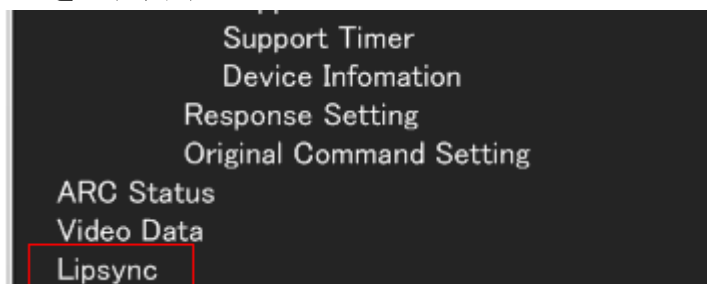 Support Timer
Device Infomation
Response Setting
Original Command Setting
ARC Status
Video Data
Lipsync